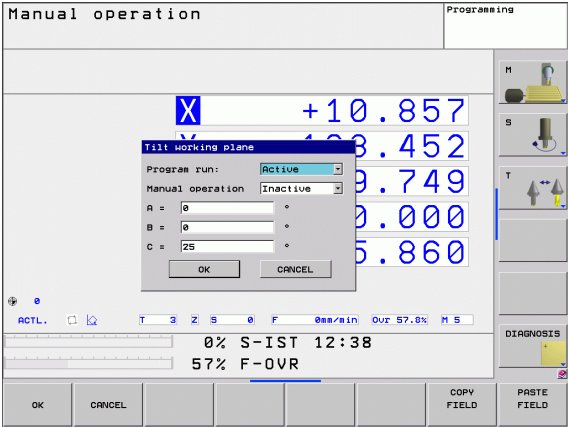 Manual operation
Programming
M
X +10.857
8.452
S
Tilt working plane
Program run: Active
9.749
T
Manual operation Inactive
A = 0 °
0.000
B = 0 °
C = 25 °
5.860
OK CANCEL
0
ACTL. T 3 Z S 0 F 0mm/min Ovr 57.8% M 5
DIAGNOSIS
0% S-IST 12:38
57% F-OVR
OK CANCEL COPY FIELD PASTE FIELD